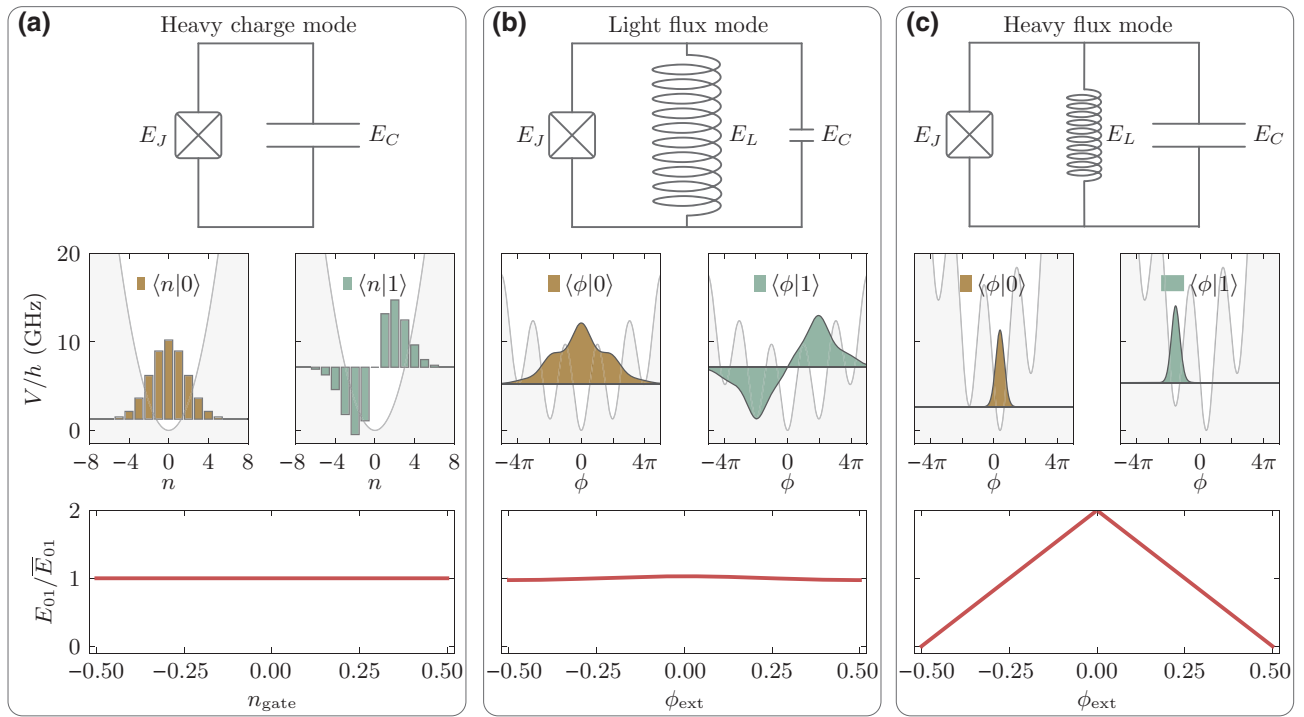 (a) Heavy charge mode
E_J E_C
V/h (GHz)
20
10
0
⟨n|0⟩
−8 −4 0 4 8
n
⟨n|1⟩
−8 −4 0 4 8
n
E̅_01
E_01/E̅_01
2
1
0
−0.50 −0.25 0.00 0.25 0.50
n_gate
(b) Light flux mode
E_J E_L E_C
⟨ϕ|0⟩
−4π 0 4π
ϕ
⟨ϕ|1⟩
−4π 0 4π
ϕ
−0.50 −0.25 0.00 0.25 0.50
ϕ_ext
(c) Heavy flux mode
E_J E_L E_C
⟨ϕ|0⟩
−4π 0 4π
ϕ
⟨ϕ|1⟩
−4π 0 4π
ϕ
−0.50 −0.25 0.00 0.25 0.50
ϕ_ext